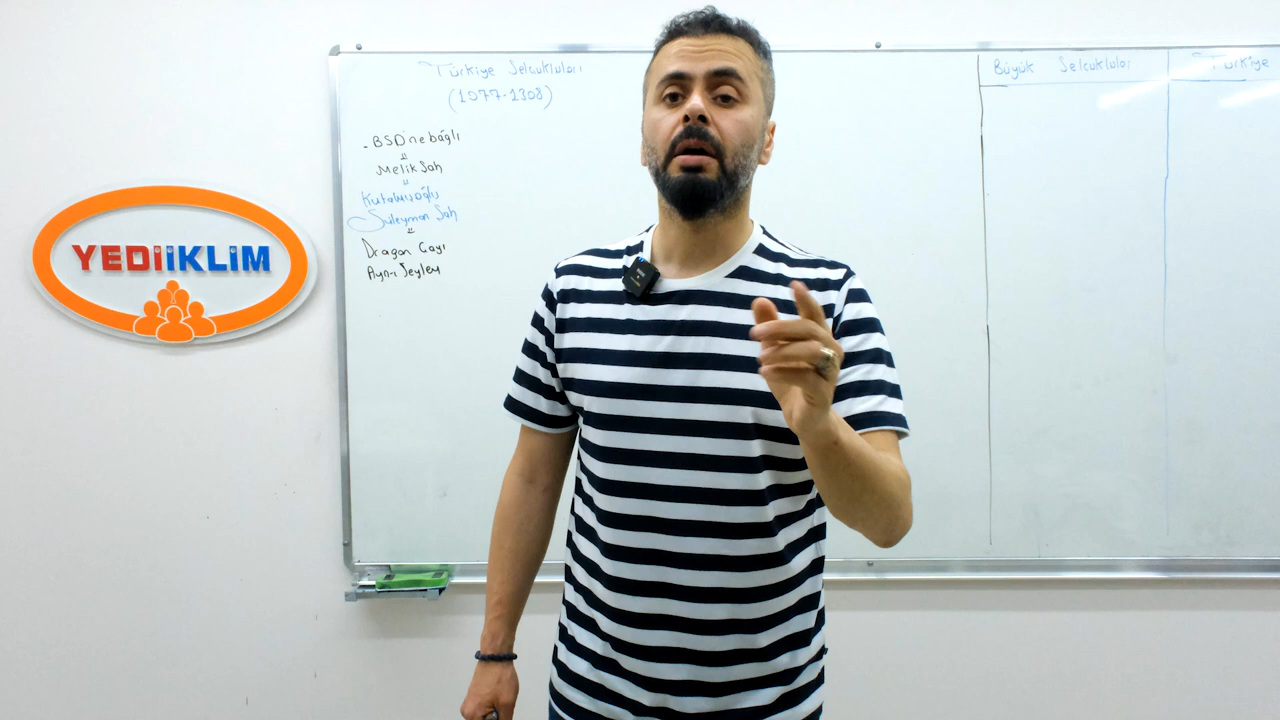 YEDİİKLİM
Türkiye Selçukluları
(1077-1308)
- BSD'ne bağlı
Melik Şah
Kutalmışoğlu
Süleyman Şah
Dragon Çayı
Aynı Şeyler
Büyük Selçuklular
Türkiye